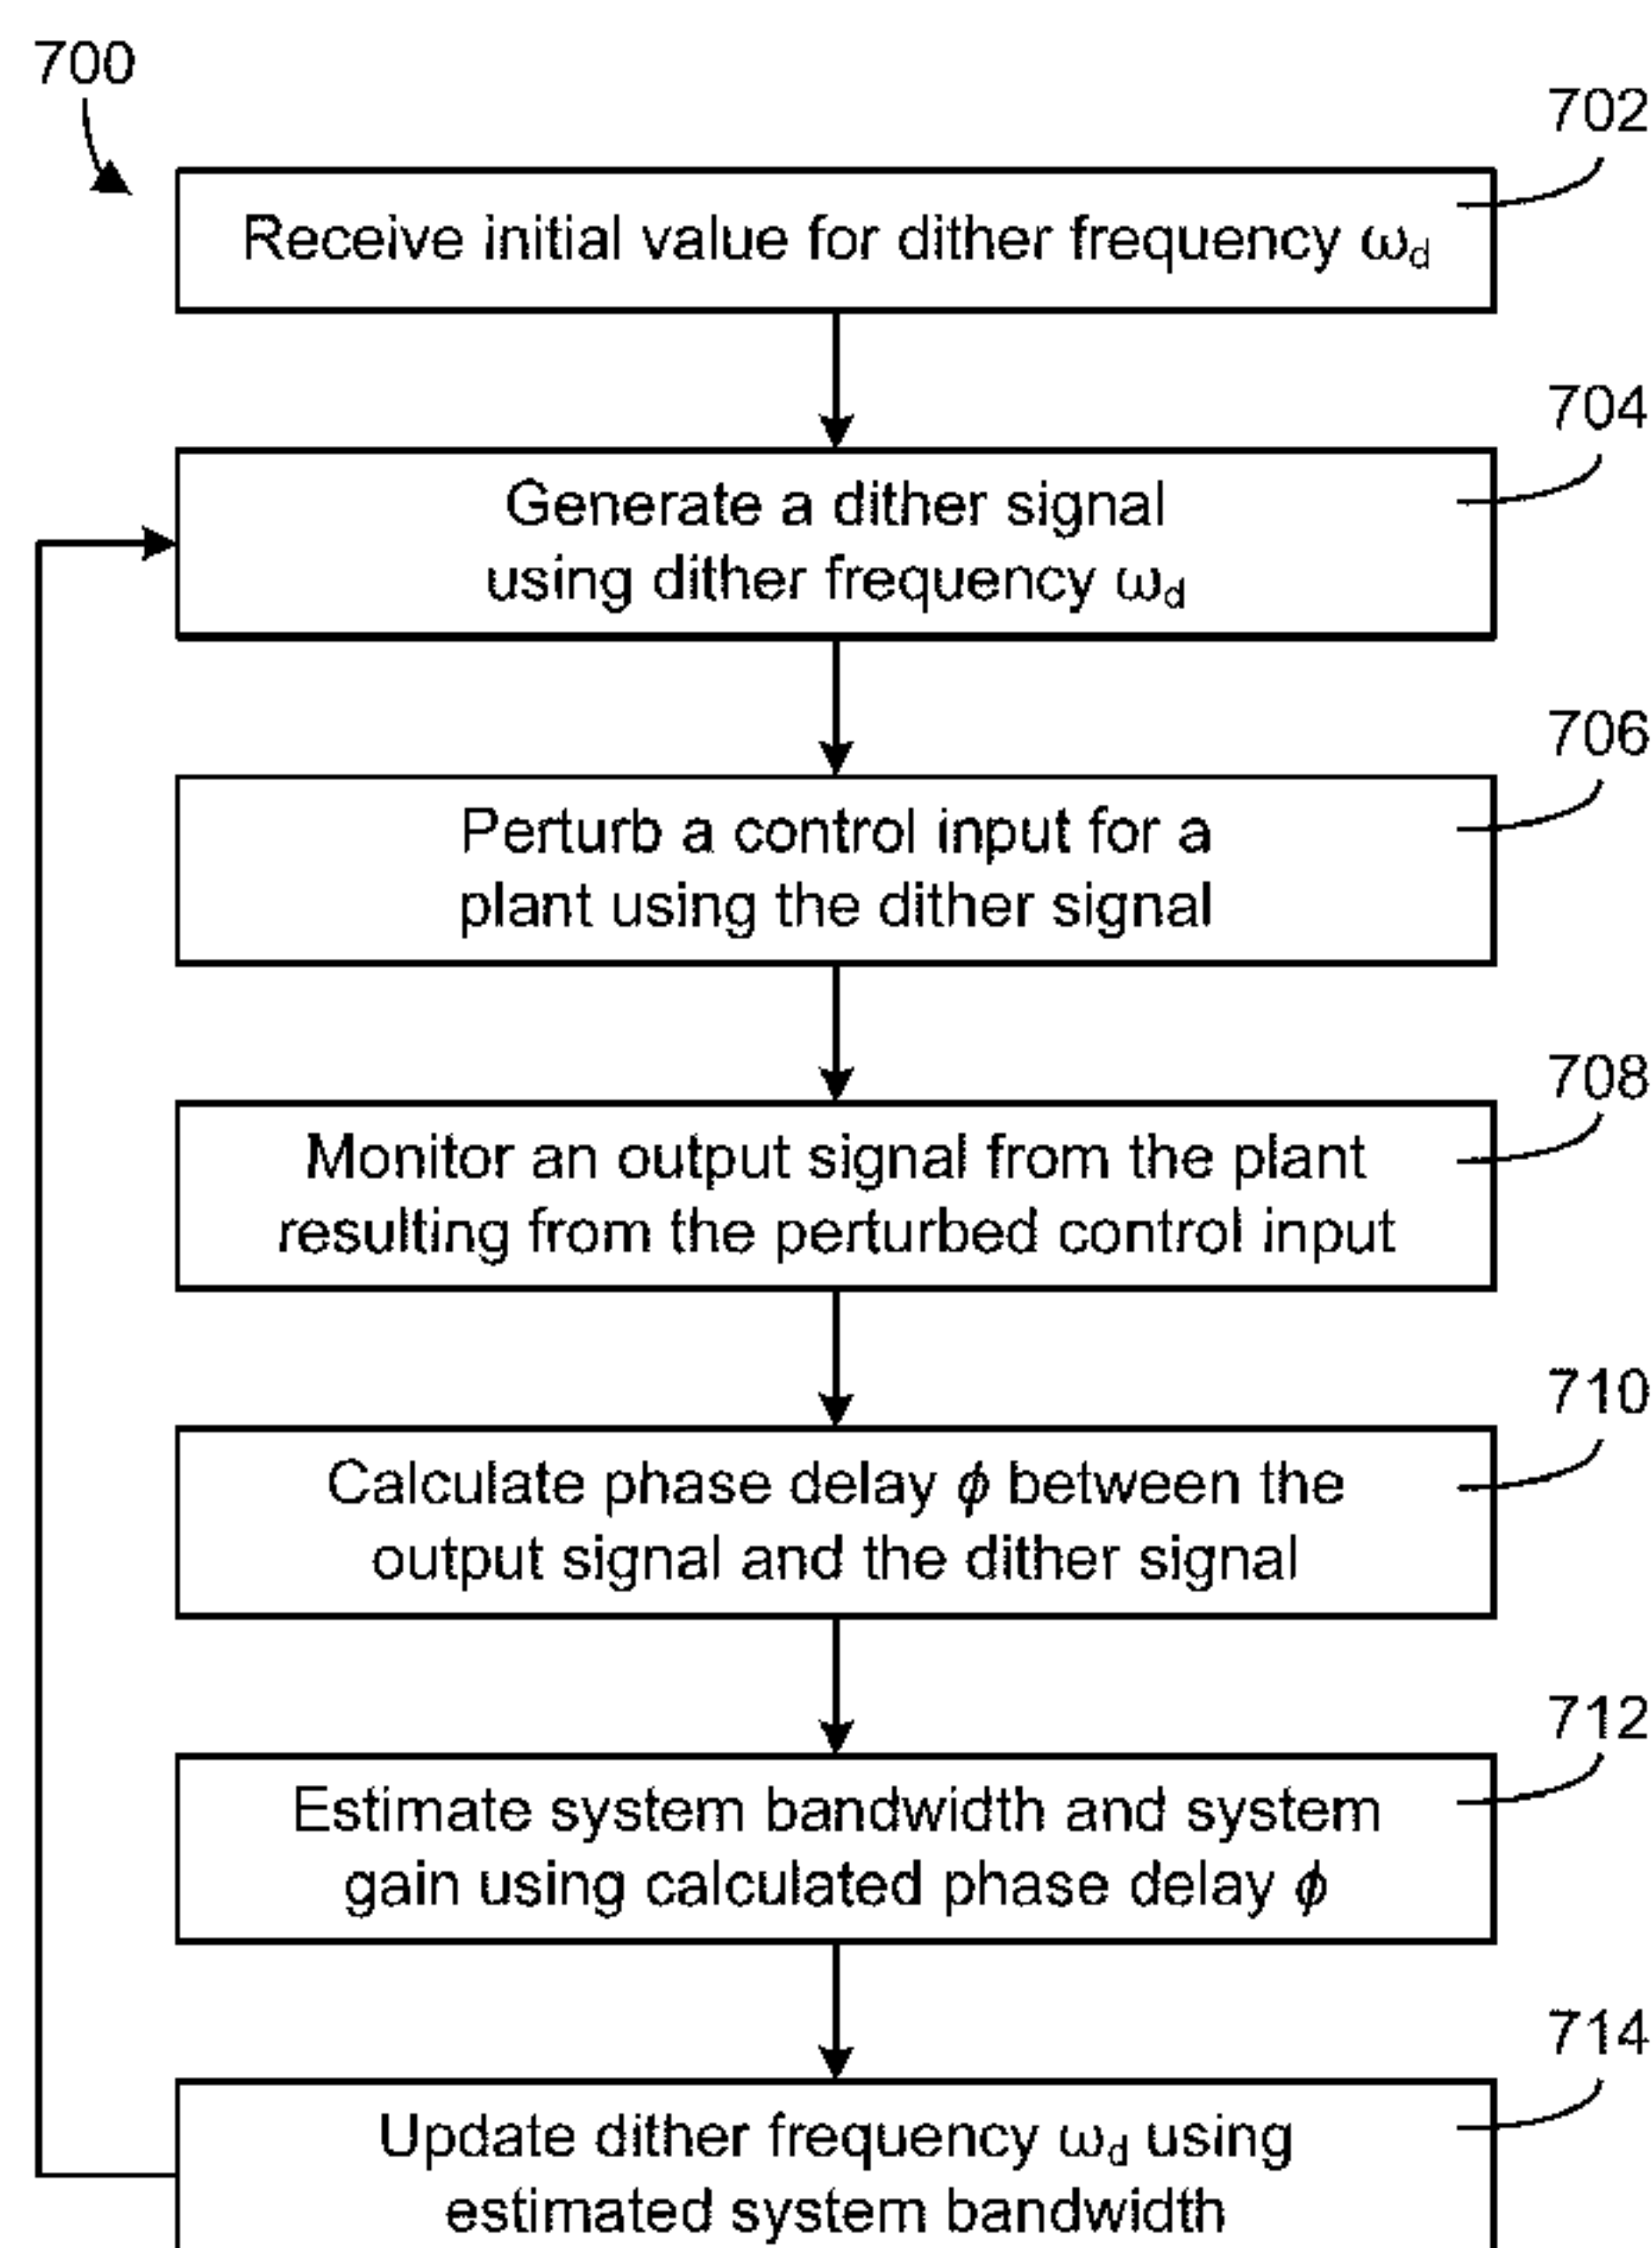 700
702
Receive initial value for dither frequency ωd
704
Generate a dither signal
using dither frequency ωd
706
Perturb a control input for a
plant using the dither signal
708
Monitor an output signal from the plant
resulting from the perturbed control input
710
Calculate phase delay ϕ between the
output signal and the dither signal
712
Estimate system bandwidth and system
gain using calculated phase delay ϕ
714
Update dither frequency ωd using
estimated system bandwidth